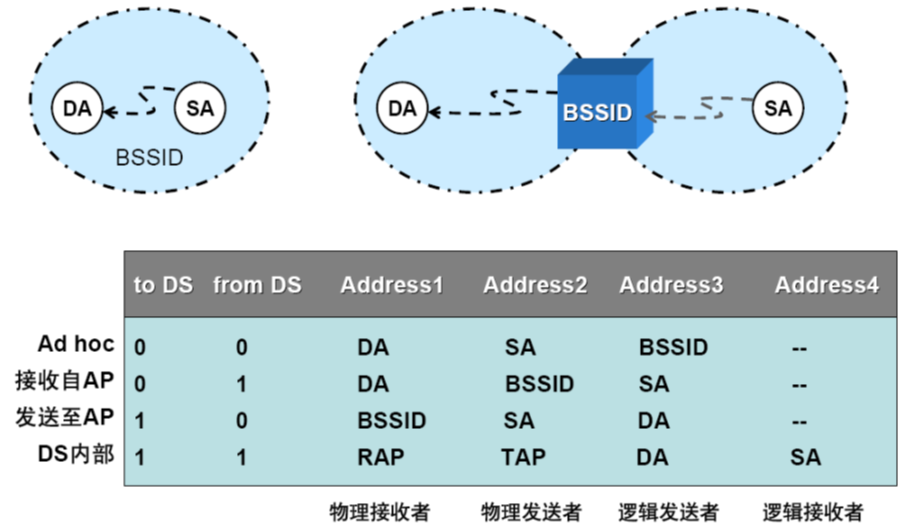 DA SA
BSSID
DA BSSID SA
to DS from DS Address1 Address2 Address3 Address4
Ad hoc 0 0 DA SA BSSID --
接收自AP 0 1 DA BSSID SA --
发送至AP 1 0 BSSID SA DA --
DS内部 1 1 RAP TAP DA SA
物理接收者 物理发送者 逻辑发送者 逻辑接收者